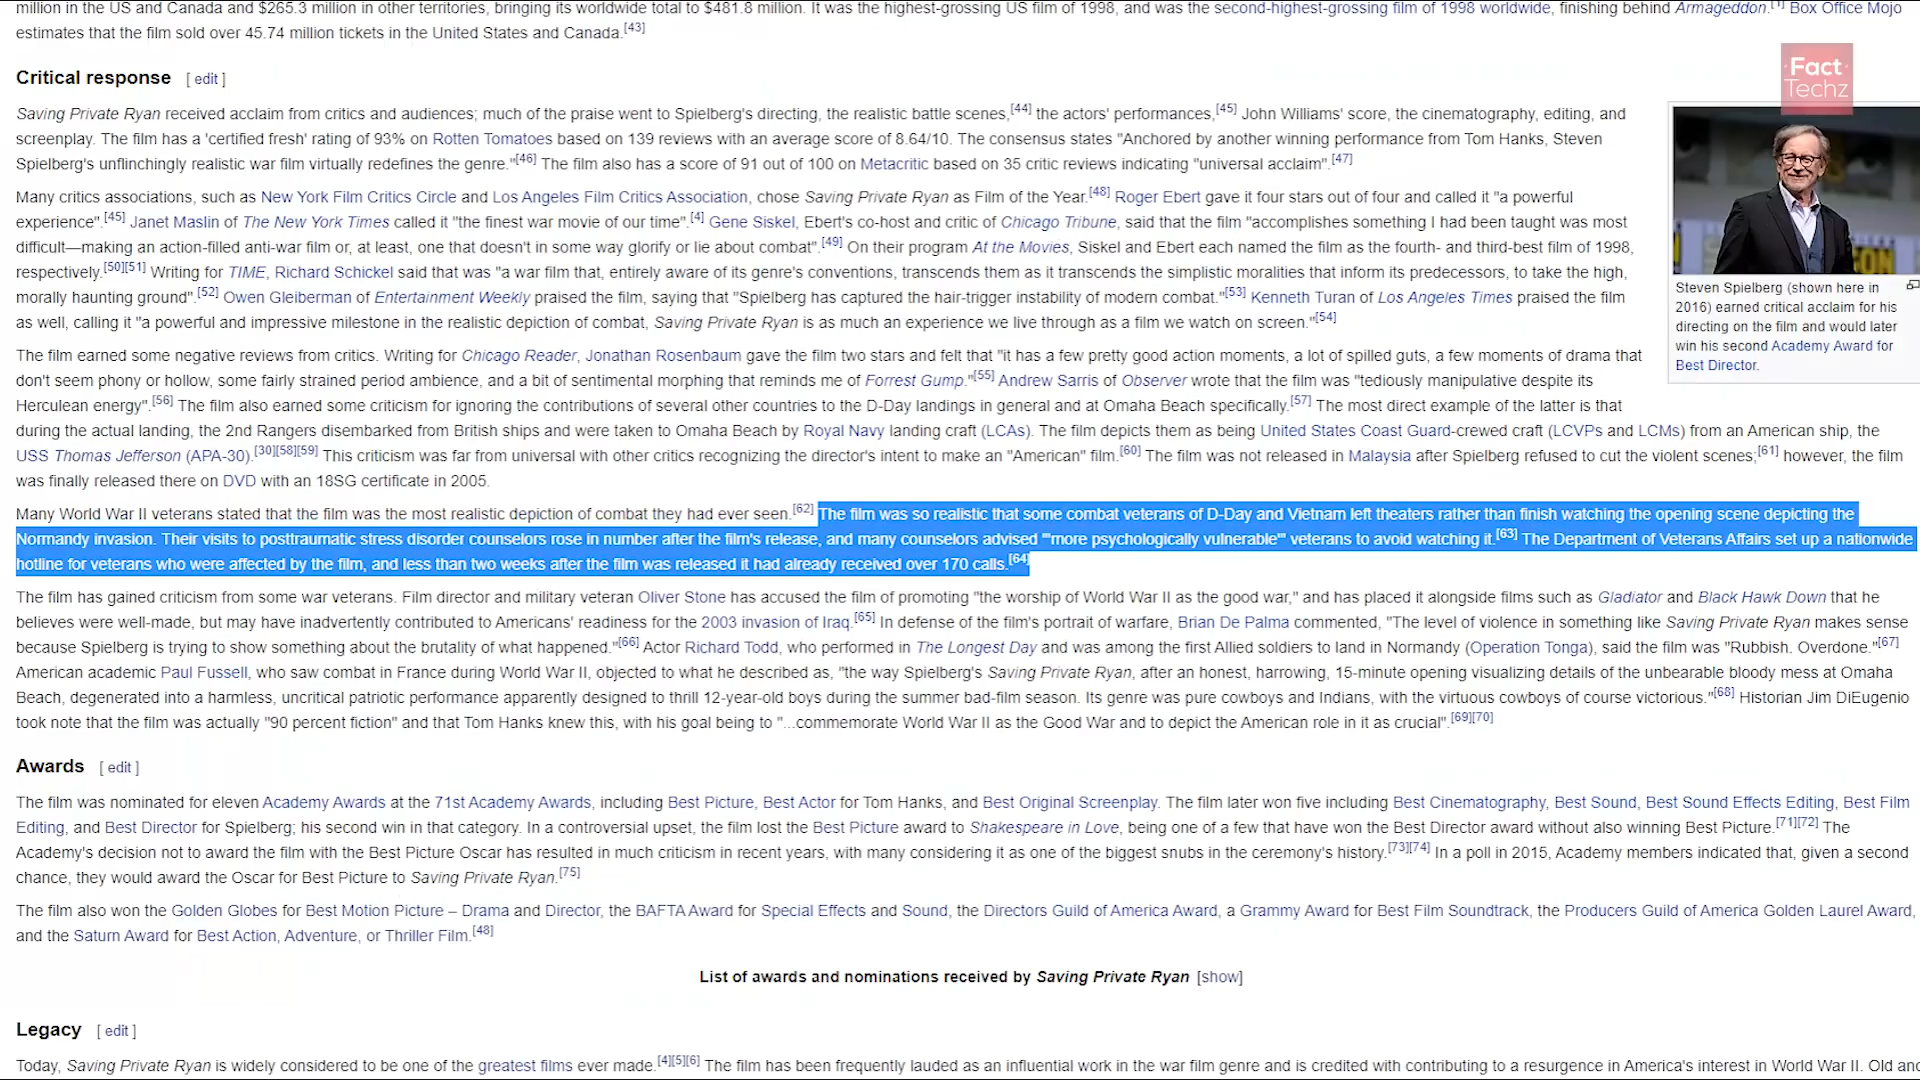 million in the US and Canada and $265.3 million in other territories, bringing its worldwide total to $481.8 million. It was the highest-grossing US film of 1998, and was the second-highest-grossing film of 1998 worldwide, finishing behind Armageddon.[1] Box Office Mojo
estimates that the film sold over 45.74 million tickets in the United States and Canada.[43]
Critical response [ edit ]
Fact
Techz
Saving Private Ryan received acclaim from critics and audiences; much of the praise went to Spielberg's directing, the realistic battle scenes,[44] the actors' performances,[45] John Williams' score, the cinematography, editing, and
screenplay. The film has a 'certified fresh' rating of 93% on Rotten Tomatoes based on 139 reviews with an average score of 8.64/10. The consensus states "Anchored by another winning performance from Tom Hanks, Steven
Spielberg's unflinchingly realistic war film virtually redefines the genre."[46] The film also has a score of 91 out of 100 on Metacritic based on 35 critic reviews indicating "universal acclaim".[47]
Many critics associations, such as New York Film Critics Circle and Los Angeles Film Critics Association, chose Saving Private Ryan as Film of the Year.[48] Roger Ebert gave it four stars out of four and called it "a powerful
experience".[45] Janet Maslin of The New York Times called it "the finest war movie of our time".[4] Gene Siskel, Ebert's co-host and critic of Chicago Tribune, said that the film "accomplishes something I had been taught was most
difficult—making an action-filled anti-war film or, at least, one that doesn't in some way glorify or lie about combat" [49] On their program At the Movies, Siskel and Ebert each named the film as the fourth- and third-best film of 1998,
respectively.[50][51] Writing for TIME, Richard Schickel said that was "a war film that, entirely aware of its genre's conventions, transcends them as it transcends the simplistic moralities that inform its predecessors, to take the high,
morally haunting ground".[52] Owen Gleiberman of Entertainment Weekly praised the film, saying that "Spielberg has captured the hair-trigger instability of modern combat."[53] Kenneth Turan of Los Angeles Times praised the film
as well, calling it "a powerful and impressive milestone in the realistic depiction of combat, Saving Private Ryan is as much an experience we live through as a film we watch on screen."[54]
Steven Spielberg (shown here in
2016) earned critical acclaim for his
directing on the film and would later
win his second Academy Award for
Best Director.
The film earned some negative reviews from critics. Writing for Chicago Reader, Jonathan Rosenbaum gave the film two stars and felt that "it has a few pretty good action moments, a lot of spilled guts, a few moments of drama that
don't seem phony or hollow, some fairly strained period ambience, and a bit of sentimental morphing that reminds me of Forrest Gump."[55] Andrew Sarris of Observer wrote that the film was "tediously manipulative despite its
Herculean energy".[56] The film also earned some criticism for ignoring the contributions of several other countries to the D-Day landings in general and at Omaha Beach specifically.[57] The most direct example of the latter is that
during the actual landing, the 2nd Rangers disembarked from British ships and were taken to Omaha Beach by Royal Navy landing craft (LCAs). The film depicts them as being United States Coast Guard-crewed craft (LCVPs and LCMs) from an American ship, the
USS Thomas Jefferson (APA-30).[30][58][59] This criticism was far from universal with other critics recognizing the director's intent to make an "American" film.[60] The film was not released in Malaysia after Spielberg refused to cut the violent scenes;[61] however, the film
was finally released there on DVD with an 18SG certificate in 2005.
Many World War II veterans stated that the film was the most realistic depiction of combat they had ever seen.[62] The film was so realistic that some combat veterans of D-Day and Vietnam left theaters rather than finish watching the opening scene depicting the
Normandy invasion. Their visits to posttraumatic stress disorder counselors rose in number after the film's release, and many counselors advised "'more psychologically vulnerable'" veterans to avoid watching it.[63] The Department of Veterans Affairs set up a nationwide
hotline for veterans who were affected by the film, and less than two weeks after the film was released it had already received over 170 calls.[64]
The film has gained criticism from some war veterans. Film director and military veteran Oliver Stone has accused the film of promoting "the worship of World War II as the good war," and has placed it alongside films such as Gladiator and Black Hawk Down that he
believes were well-made, but may have inadvertently contributed to Americans' readiness for the 2003 invasion of Iraq.[65] In defense of the film's portrait of warfare, Brian De Palma commented, "The level of violence in something like Saving Private Ryan makes sense
because Spielberg is trying to show something about the brutality of what happened."[66] Actor Richard Todd, who performed in The Longest Day and was among the first Allied soldiers to land in Normandy (Operation Tonga), said the film was "Rubbish. Overdone."[67]
American academic Paul Fussell, who saw combat in France during World War II, objected to what he described as, "the way Spielberg's Saving Private Ryan, after an honest, harrowing, 15-minute opening visualizing details of the unbearable bloody mess at Omaha
Beach, degenerated into a harmless, uncritical patriotic performance apparently designed to thrill 12-year-old boys during the summer bad-film season. Its genre was pure cowboys and Indians, with the virtuous cowboys of course victorious."[68] Historian Jim DiEugenio
took note that the film was actually "90 percent fiction" and that Tom Hanks knew this, with his goal being to "...commemorate World War II as the Good War and to depict the American role in it as crucial".[69][70]
Awards [ edit ]
The film was nominated for eleven Academy Awards at the 71st Academy Awards, including Best Picture, Best Actor for Tom Hanks, and Best Original Screenplay. The film later won five including Best Cinematography, Best Sound, Best Sound Effects Editing, Best Film
Editing, and Best Director for Spielberg; his second win in that category. In a controversial upset, the film lost the Best Picture award to Shakespeare in Love, being one of a few that have won the Best Director award without also winning Best Picture.[71][72] The
Academy's decision not to award the film with the Best Picture Oscar has resulted in much criticism in recent years, with many considering it as one of the biggest snubs in the ceremony's history.[73][74] In a poll in 2015, Academy members indicated that, given a second
chance, they would award the Oscar for Best Picture to Saving Private Ryan.[75]
The film also won the Golden Globes for Best Motion Picture – Drama and Director, the BAFTA Award for Special Effects and Sound, the Directors Guild of America Award, a Grammy Award for Best Film Soundtrack, the Producers Guild of America Golden Laurel Award,
and the Saturn Award for Best Action, Adventure, or Thriller Film.[48]
List of awards and nominations received by Saving Private Ryan [show]
Legacy [ edit ]
Today, Saving Private Ryan is widely considered to be one of the greatest films ever made.[4][5][6] The film has been frequently lauded as an influential work in the war film genre and is credited with contributing to a resurgence in America's interest in World War II. Old and